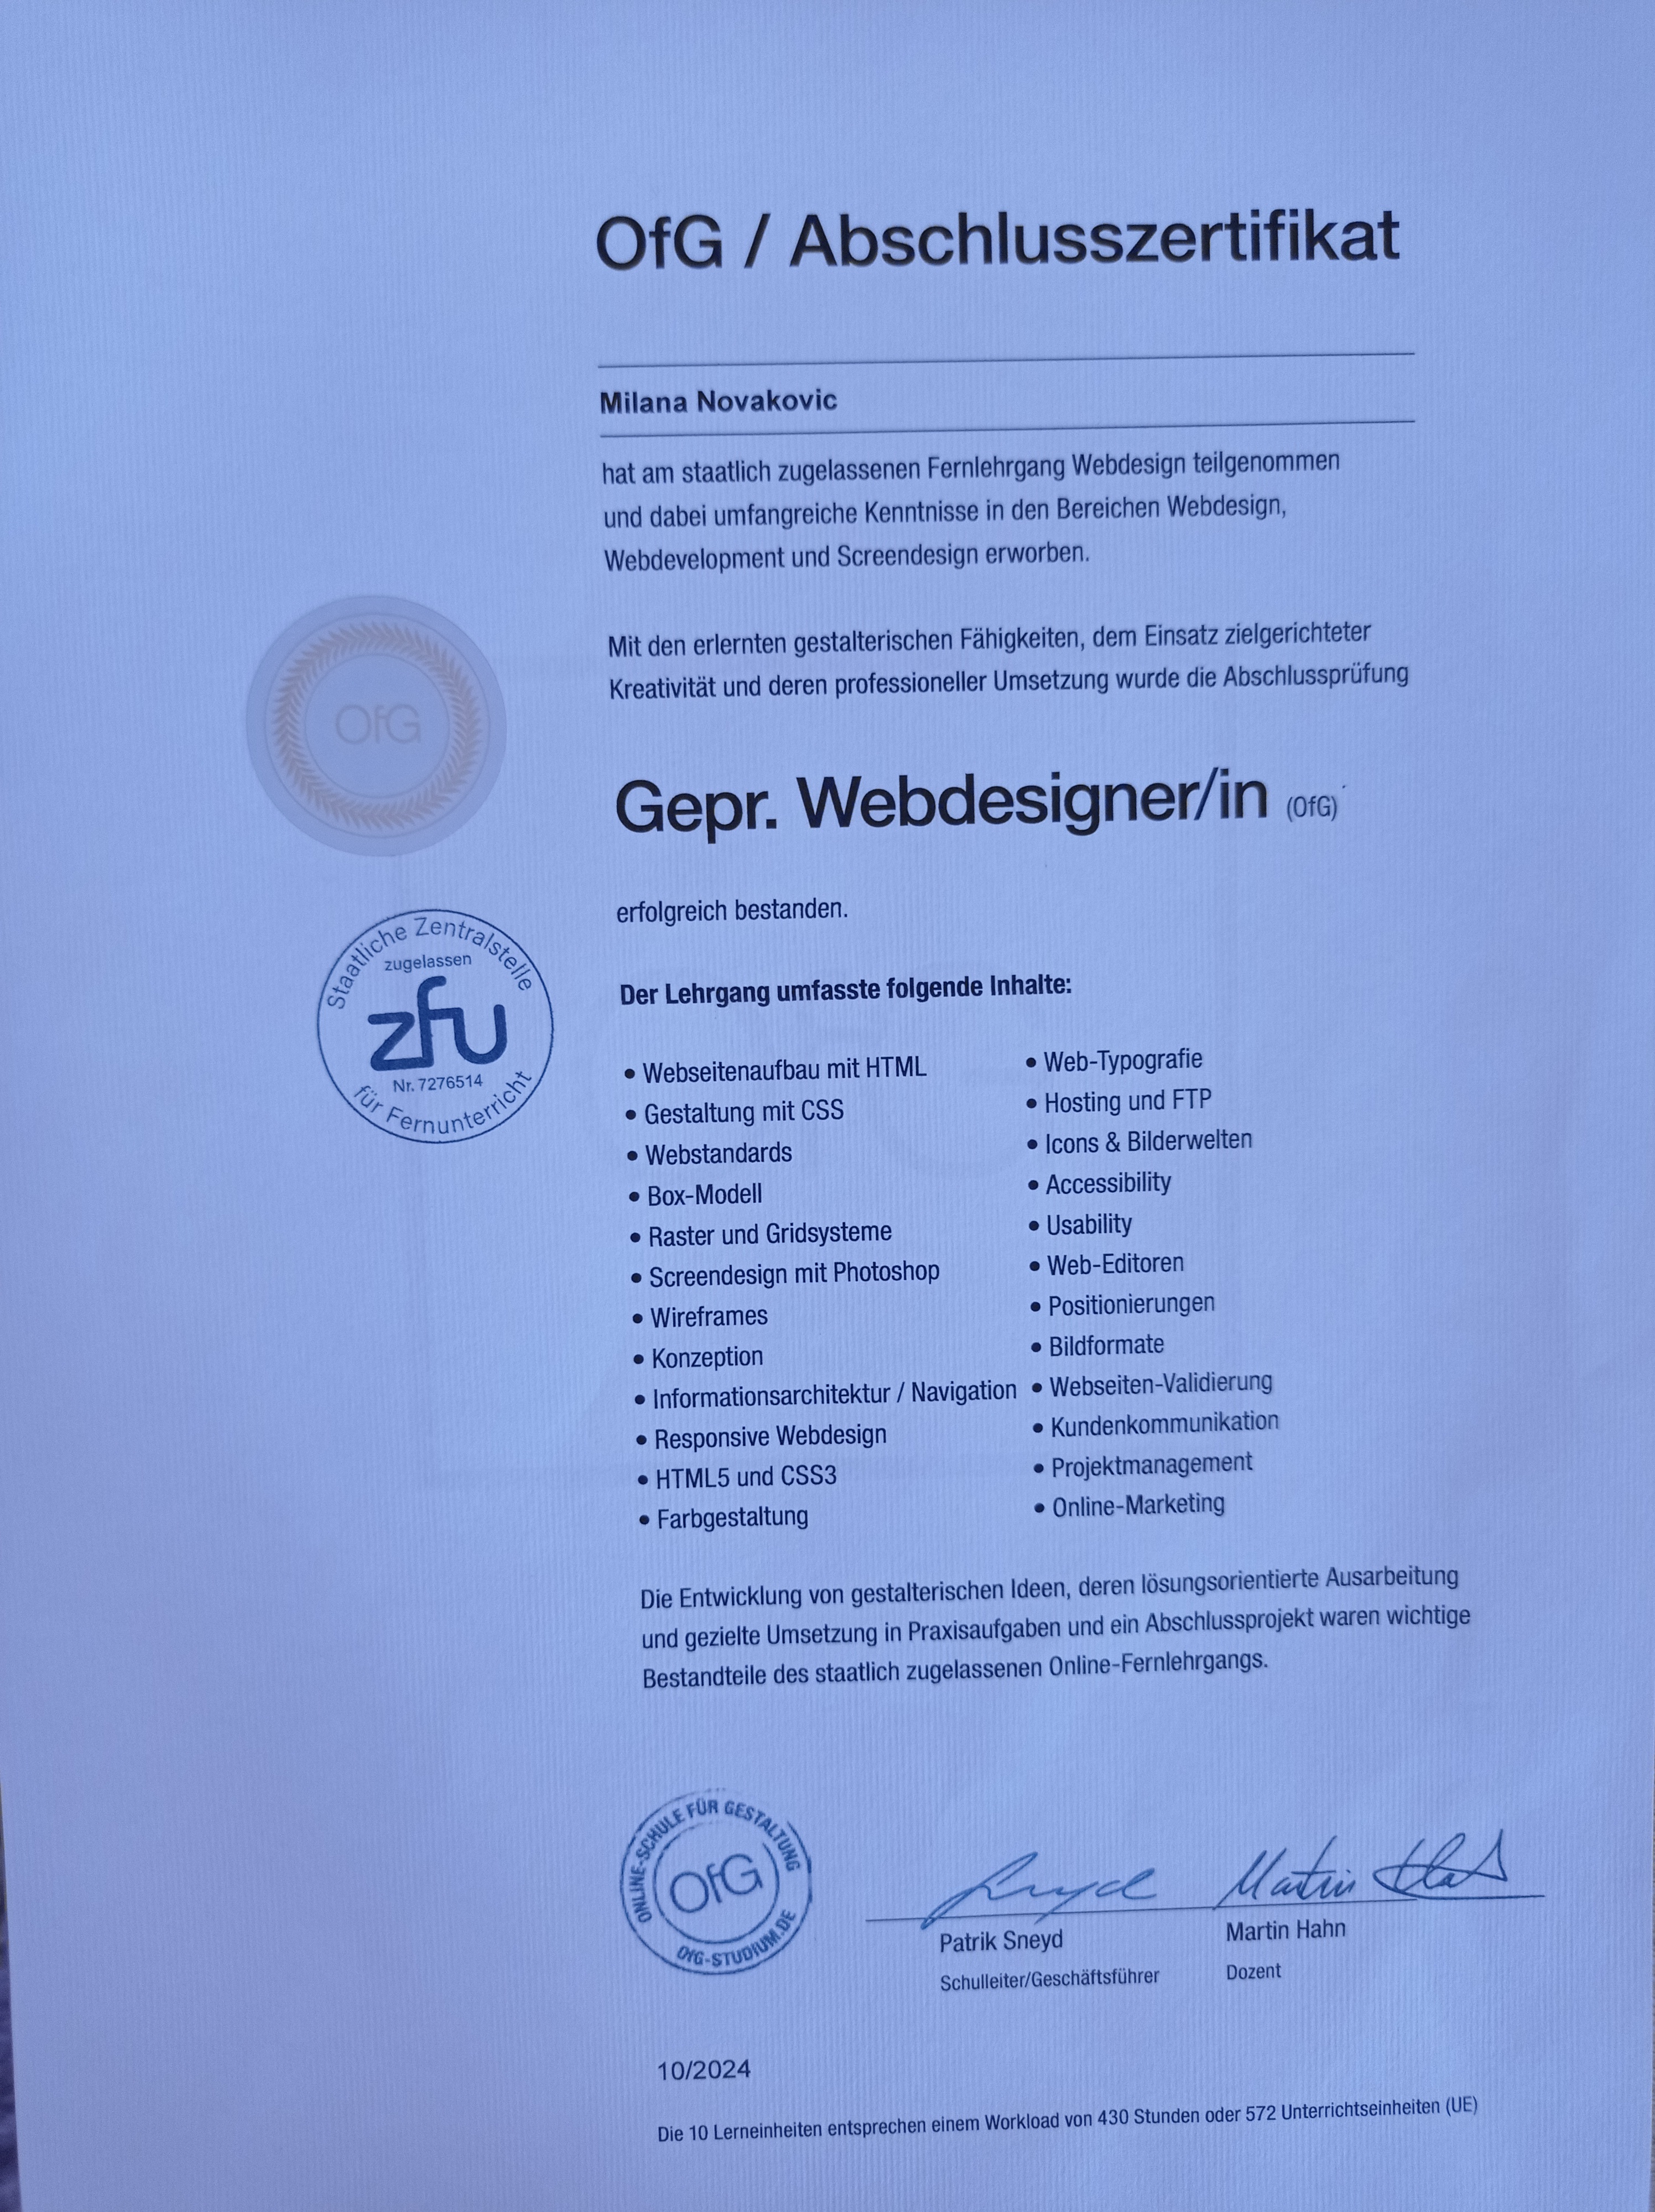 OfG / Abschlusszertifikat
Milana Novakovic
hat am staatlich zugelassenen Fernlehrgang Webdesign teilgenommen
und dabei umfangreiche Kenntnisse in den Bereichen Webdesign,
Webdevelopment und Screendesign erworben.
Mit den erlernten gestalterischen Fähigkeiten, dem Einsatz zielgerichteter
Kreativität und deren professioneller Umsetzung wurde die Abschlussprüfung
OfG
Gepr. Webdesigner/in (OfG)
erfolgreich bestanden.
Staatliche Zentralstelle
zugelassen
zfu
Nr. 7276514
für Fernunterricht
Der Lehrgang umfasste folgende Inhalte:
• Webseitenaufbau mit HTML
• Gestaltung mit CSS
• Webstandards
• Box-Modell
• Raster und Gridsysteme
• Screendesign mit Photoshop
• Wireframes
• Konzeption
• Informationsarchitektur / Navigation
• Responsive Webdesign
• HTML5 und CSS3
• Farbgestaltung
• Web-Typografie
• Hosting und FTP
• Icons & Bilderwelten
• Accessibility
• Usability
• Web-Editoren
• Positionierungen
• Bildformate
• Webseiten-Validierung
• Kundenkommunikation
• Projektmanagement
• Online-Marketing
Die Entwicklung von gestalterischen Ideen, deren lösungsorientierte Ausarbeitung
und gezielte Umsetzung in Praxisaufgaben und ein Abschlussprojekt waren wichtige
Bestandteile des staatlich zugelassenen Online-Fernlehrgangs.
ONLINE-SCHULE FÜR GESTALTUNG
OfG
OfG-STUDIUM.DE
Martin
Patrik Sneyd
Schulleiter/Geschäftsführer
Martin Hahn
Dozent
10/2024
Die 10 Lerneinheiten entsprechen einem Workload von 430 Stunden oder 572 Unterrichtseinheiten (UE)